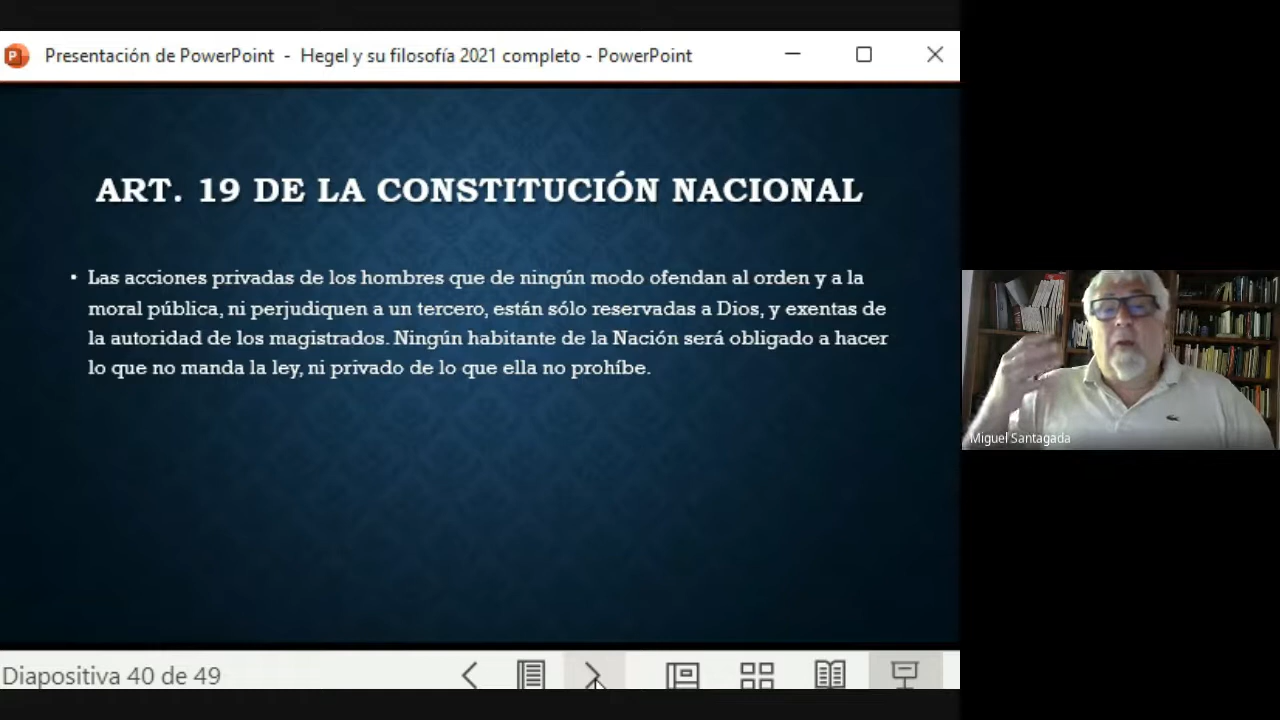 Presentación de PowerPoint - Hegel y su filosofía 2021 completo - PowerPoint
ART. 19 DE LA CONSTITUCIÓN NACIONAL
• Las acciones privadas de los hombres que de ningún modo ofendan al orden y a la
moral pública, ni perjudiquen a un tercero, están sólo reservadas a Dios, y exentas de
la autoridad de los magistrados. Ningún habitante de la Nación será obligado a hacer
lo que no manda la ley, ni privado de lo que ella no prohíbe.
Miguel Santagada
Diapositiva 40 de 49